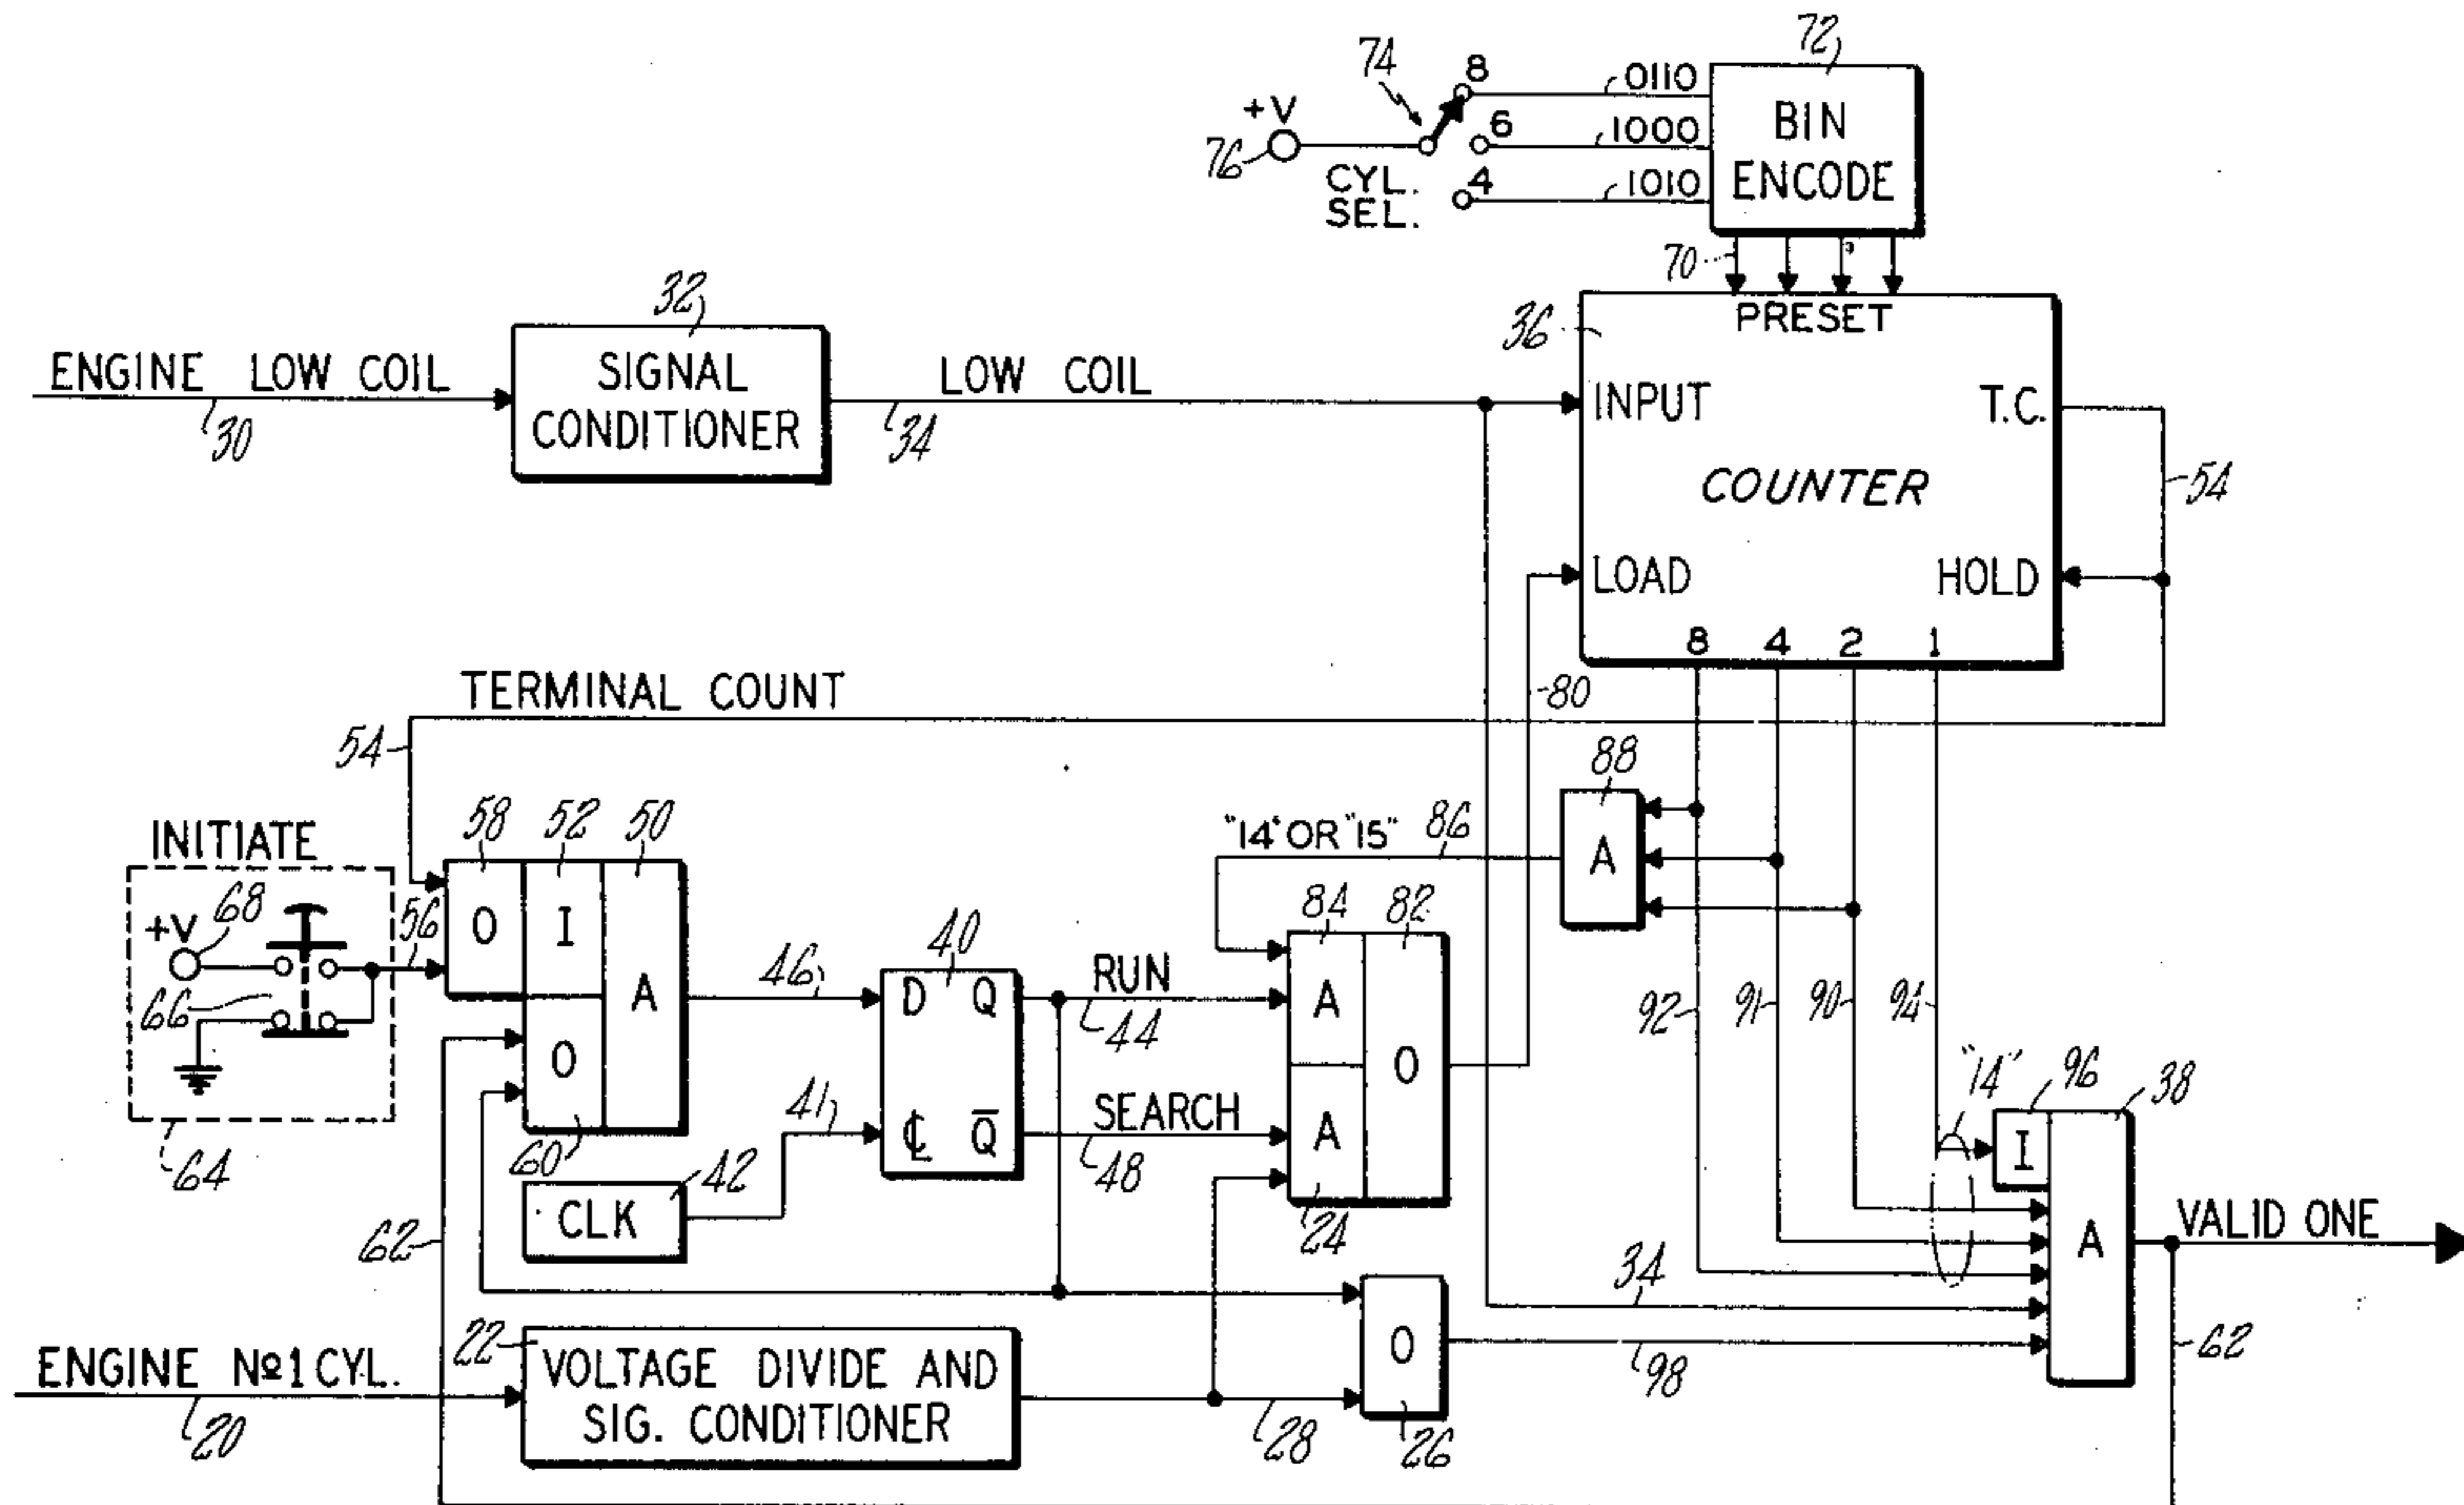 72
74
8
0110
+V
76
6
1000
BIN
ENCODE
CYL.
SEL.
4
1010
70
32
36
PRESET
ENGINE LOW COIL
30
SIGNAL
CONDITIONER
LOW COIL
34
INPUT
T.C.
COUNTER
54
LOAD
HOLD
8 4 2 1
TERMINAL COUNT
80
54
88
A
INITIATE
58
52
50
"14" OR "15"
86
+V
68
56
66
64
O
I
A
O
60
46
40
D Q
RUN
44
84
82
A
O
A
24
92
91
90
94
"14"
96
38
I
A
41
₵ Q̅
SEARCH
48
CLK
42
62
VALID ONE
34
ENGINE №1 CYL.
20
22
VOLTAGE DIVIDE AND
SIG. CONDITIONER
28
O
26
98
62